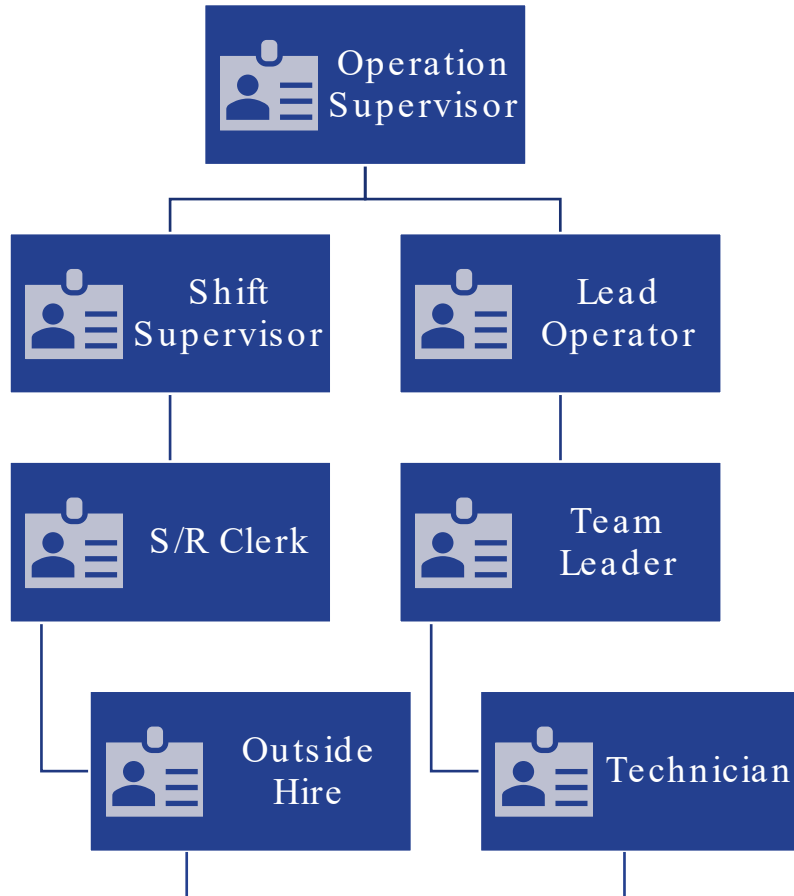 Operation
Supervisor
Shift
Supervisor
Lead
Operator
S/R Clerk
Team
Leader
Outside
Hire
Technician